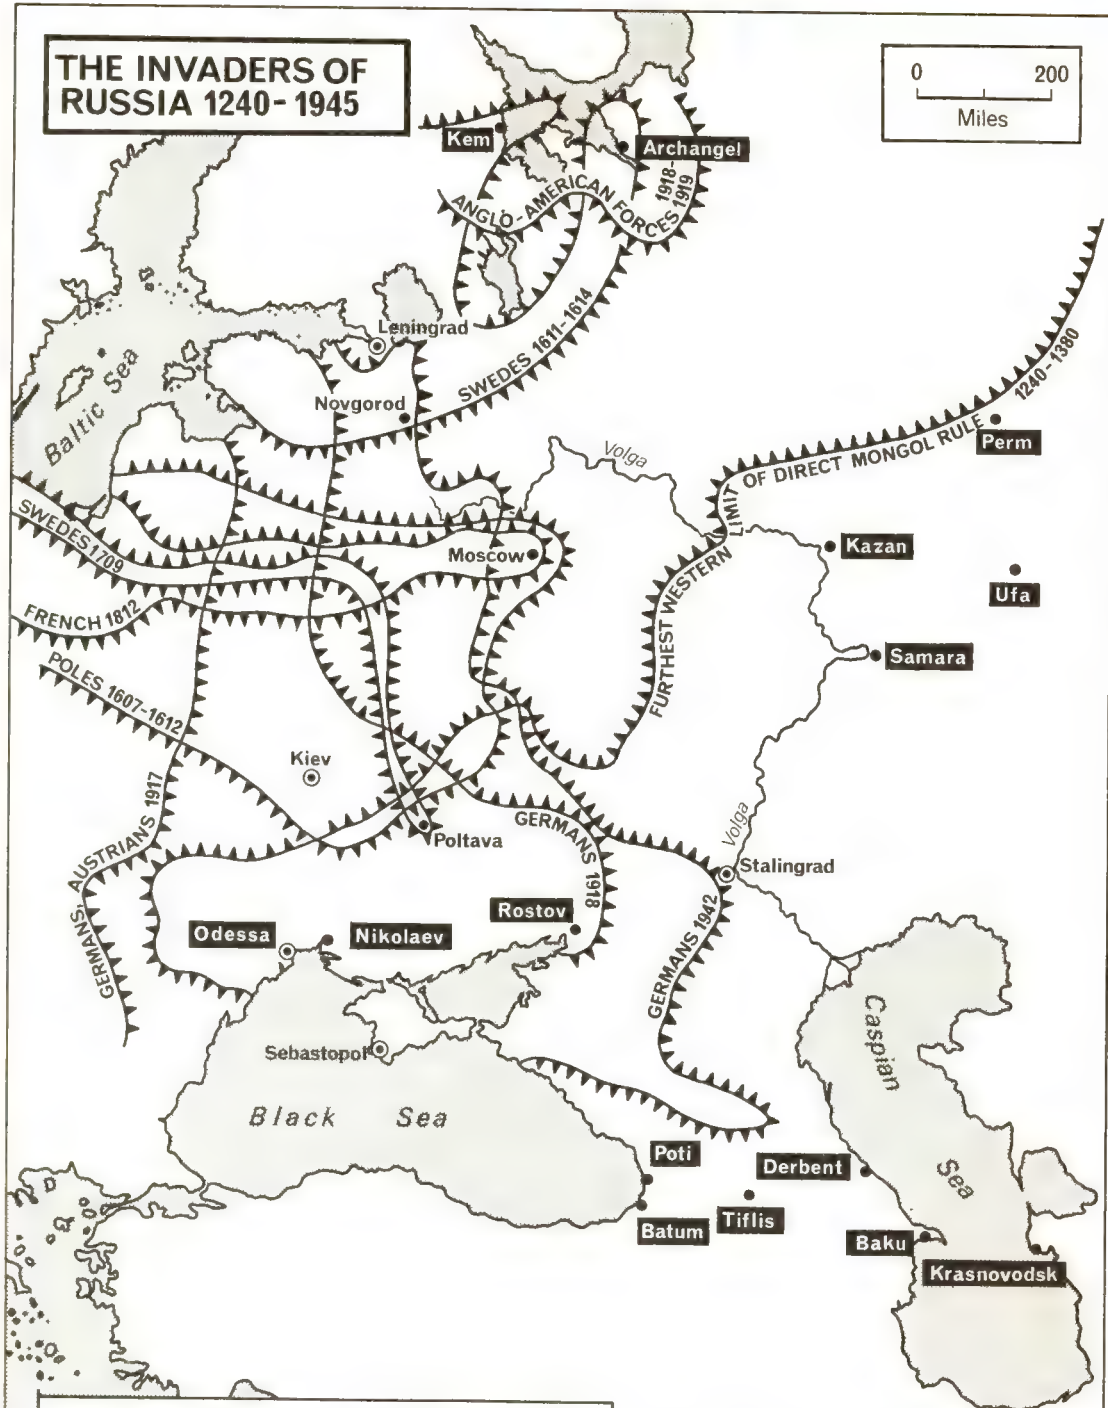 THE INVADERS OF
RUSSIA 1240-1945
0 200
Miles
Kem
Archangel
ANGLO-AMERICAN FORCES 1918-
1919
Leningrad
SWEDES 1611-1614
Novgorod
Baltic Sea
Volga
FURTHEST WESTERN LIMIT OF DIRECT MONGOL RULE 1240-1380
Perm
SWEDES 1709
Moscow
Kazan
Ufa
FRENCH 1812
Samara
POLES 1607-1612
Kiev
GERMANS, AUSTRIANS 1917
Poltava
GERMANS 1918
Volga
Stalingrad
Rostov
Odessa
Nikolaev
GERMANS 1942
Sebastopol
Caspian Sea
Black Sea
Poti
Derbent
Batum
Tiflis
Baku
Krasnovodsk